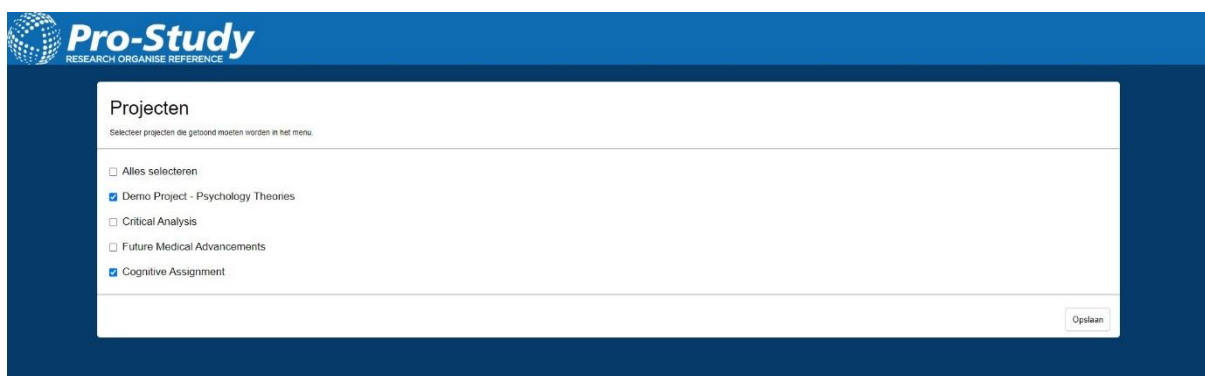 Pro-Study
RESEARCH ORGANISE REFERENCE
Projecten
Selecteer projecten die getoond moeten worden in het menu.
Alles selecteren
Demo Project - Psychology Theories
Critical Analysis
Future Medical Advancements
Cognitive Assignment
Opslaan